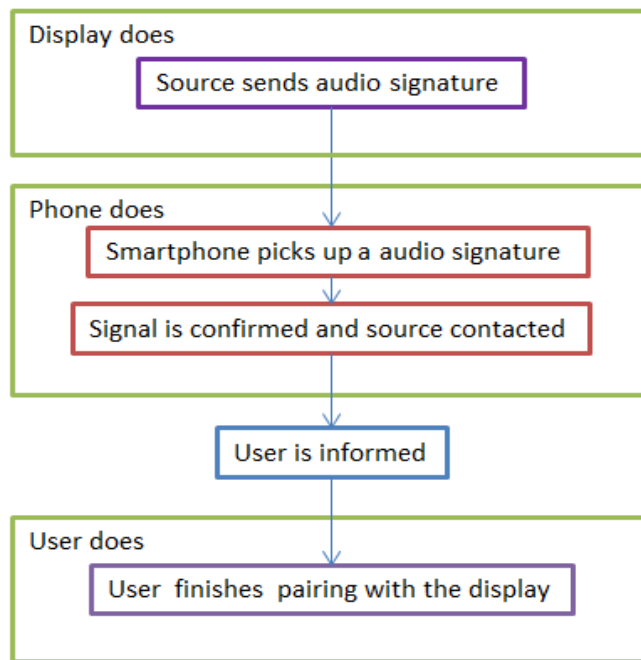 Display does
Source sends audio signature
Phone does
Smartphone picks up a audio signature
Signal is confirmed and source contacted
User is informed
User does
User finishes pairing with the display